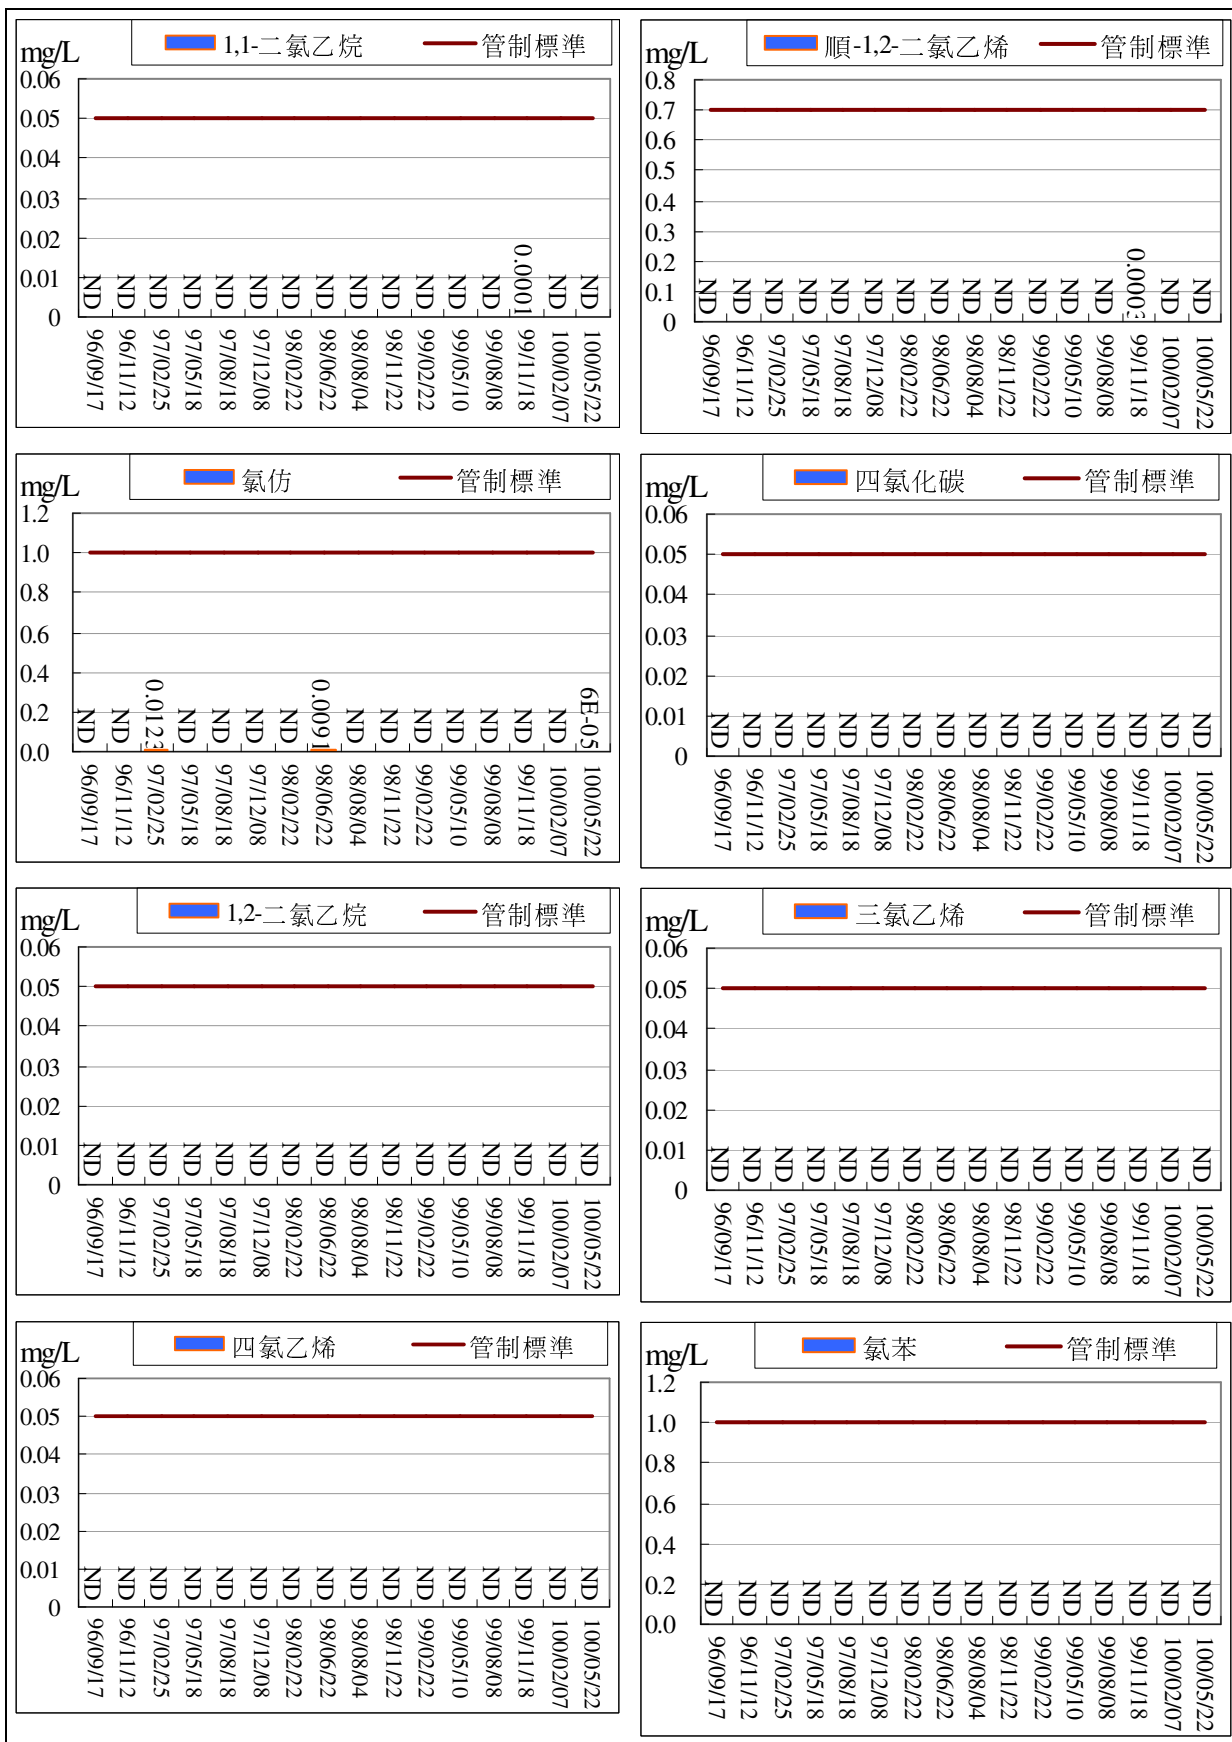 1,1-二氯乙烷 管制標準
mg/L
0.06
0.05
0.04
0.03
0.02
0.01
0
ND ND ND ND ND ND ND ND ND ND ND ND ND 0.0001 ND ND
96/09/17 96/11/12 97/02/25 97/05/18 97/08/18 97/12/08 98/02/22 98/06/22 98/08/04 98/11/22 99/02/22 99/05/10 99/08/08 99/11/18 100/02/07 100/05/22
順-1,2-二氯乙烯 管制標準
mg/L
0.8
0.7
0.6
0.5
0.4
0.3
0.2
0.1
0
ND ND ND ND ND ND ND ND ND ND ND ND ND 0.0003 ND ND
96/09/17 96/11/12 97/02/25 97/05/18 97/08/18 97/12/08 98/02/22 98/06/22 98/08/04 98/11/22 99/02/22 99/05/10 99/08/08 99/11/18 100/02/07 100/05/22
氯仿 管制標準
mg/L
1.2
1.0
0.8
0.6
0.4
0.2
0.0
ND ND 0.0123 ND ND ND ND 0.0091 ND ND ND ND ND ND ND 6E-05
96/09/17 96/11/12 97/02/25 97/05/18 97/08/18 97/12/08 98/02/22 98/06/22 98/08/04 98/11/22 99/02/22 99/05/10 99/08/08 99/11/18 100/02/07 100/05/22
四氯化碳 管制標準
mg/L
0.06
0.05
0.04
0.03
0.02
0.01
0
ND ND ND ND ND ND ND ND ND ND ND ND ND ND ND ND
96/09/17 96/11/12 97/02/25 97/05/18 97/08/18 97/12/08 98/02/22 98/06/22 98/08/04 98/11/22 99/02/22 99/05/10 99/08/08 99/11/18 100/02/07 100/05/22
1,2-二氯乙烷 管制標準
mg/L
0.06
0.05
0.04
0.03
0.02
0.01
0
ND ND ND ND ND ND ND ND ND ND ND ND ND ND ND ND
96/09/17 96/11/12 97/02/25 97/05/18 97/08/18 97/12/08 98/02/22 98/06/22 98/08/04 98/11/22 99/02/22 99/05/10 99/08/08 99/11/18 100/02/07 100/05/22
三氯乙烯 管制標準
mg/L
0.06
0.05
0.04
0.03
0.02
0.01
0
ND ND ND ND ND ND ND ND ND ND ND ND ND ND ND ND
96/09/17 96/11/12 97/02/25 97/05/18 97/08/18 97/12/08 98/02/22 98/06/22 98/08/04 98/11/22 99/02/22 99/05/10 99/08/08 99/11/18 100/02/07 100/05/22
四氯乙烯 管制標準
mg/L
0.06
0.05
0.04
0.03
0.02
0.01
0
ND ND ND ND ND ND ND ND ND ND ND ND ND ND ND ND
96/09/17 96/11/12 97/02/25 97/05/18 97/08/18 97/12/08 98/02/22 98/06/22 98/08/04 98/11/22 99/02/22 99/05/10 99/08/08 99/11/18 100/02/07 100/05/22
氯苯 管制標準
mg/L
1.2
1.0
0.8
0.6
0.4
0.2
0.0
ND ND ND ND ND ND ND ND ND ND ND ND ND ND ND ND
96/09/17 96/11/12 97/02/25 97/05/18 97/08/18 97/12/08 98/02/22 98/06/22 98/08/04 98/11/22 99/02/22 99/05/10 99/08/08 99/11/18 100/02/07 100/05/22